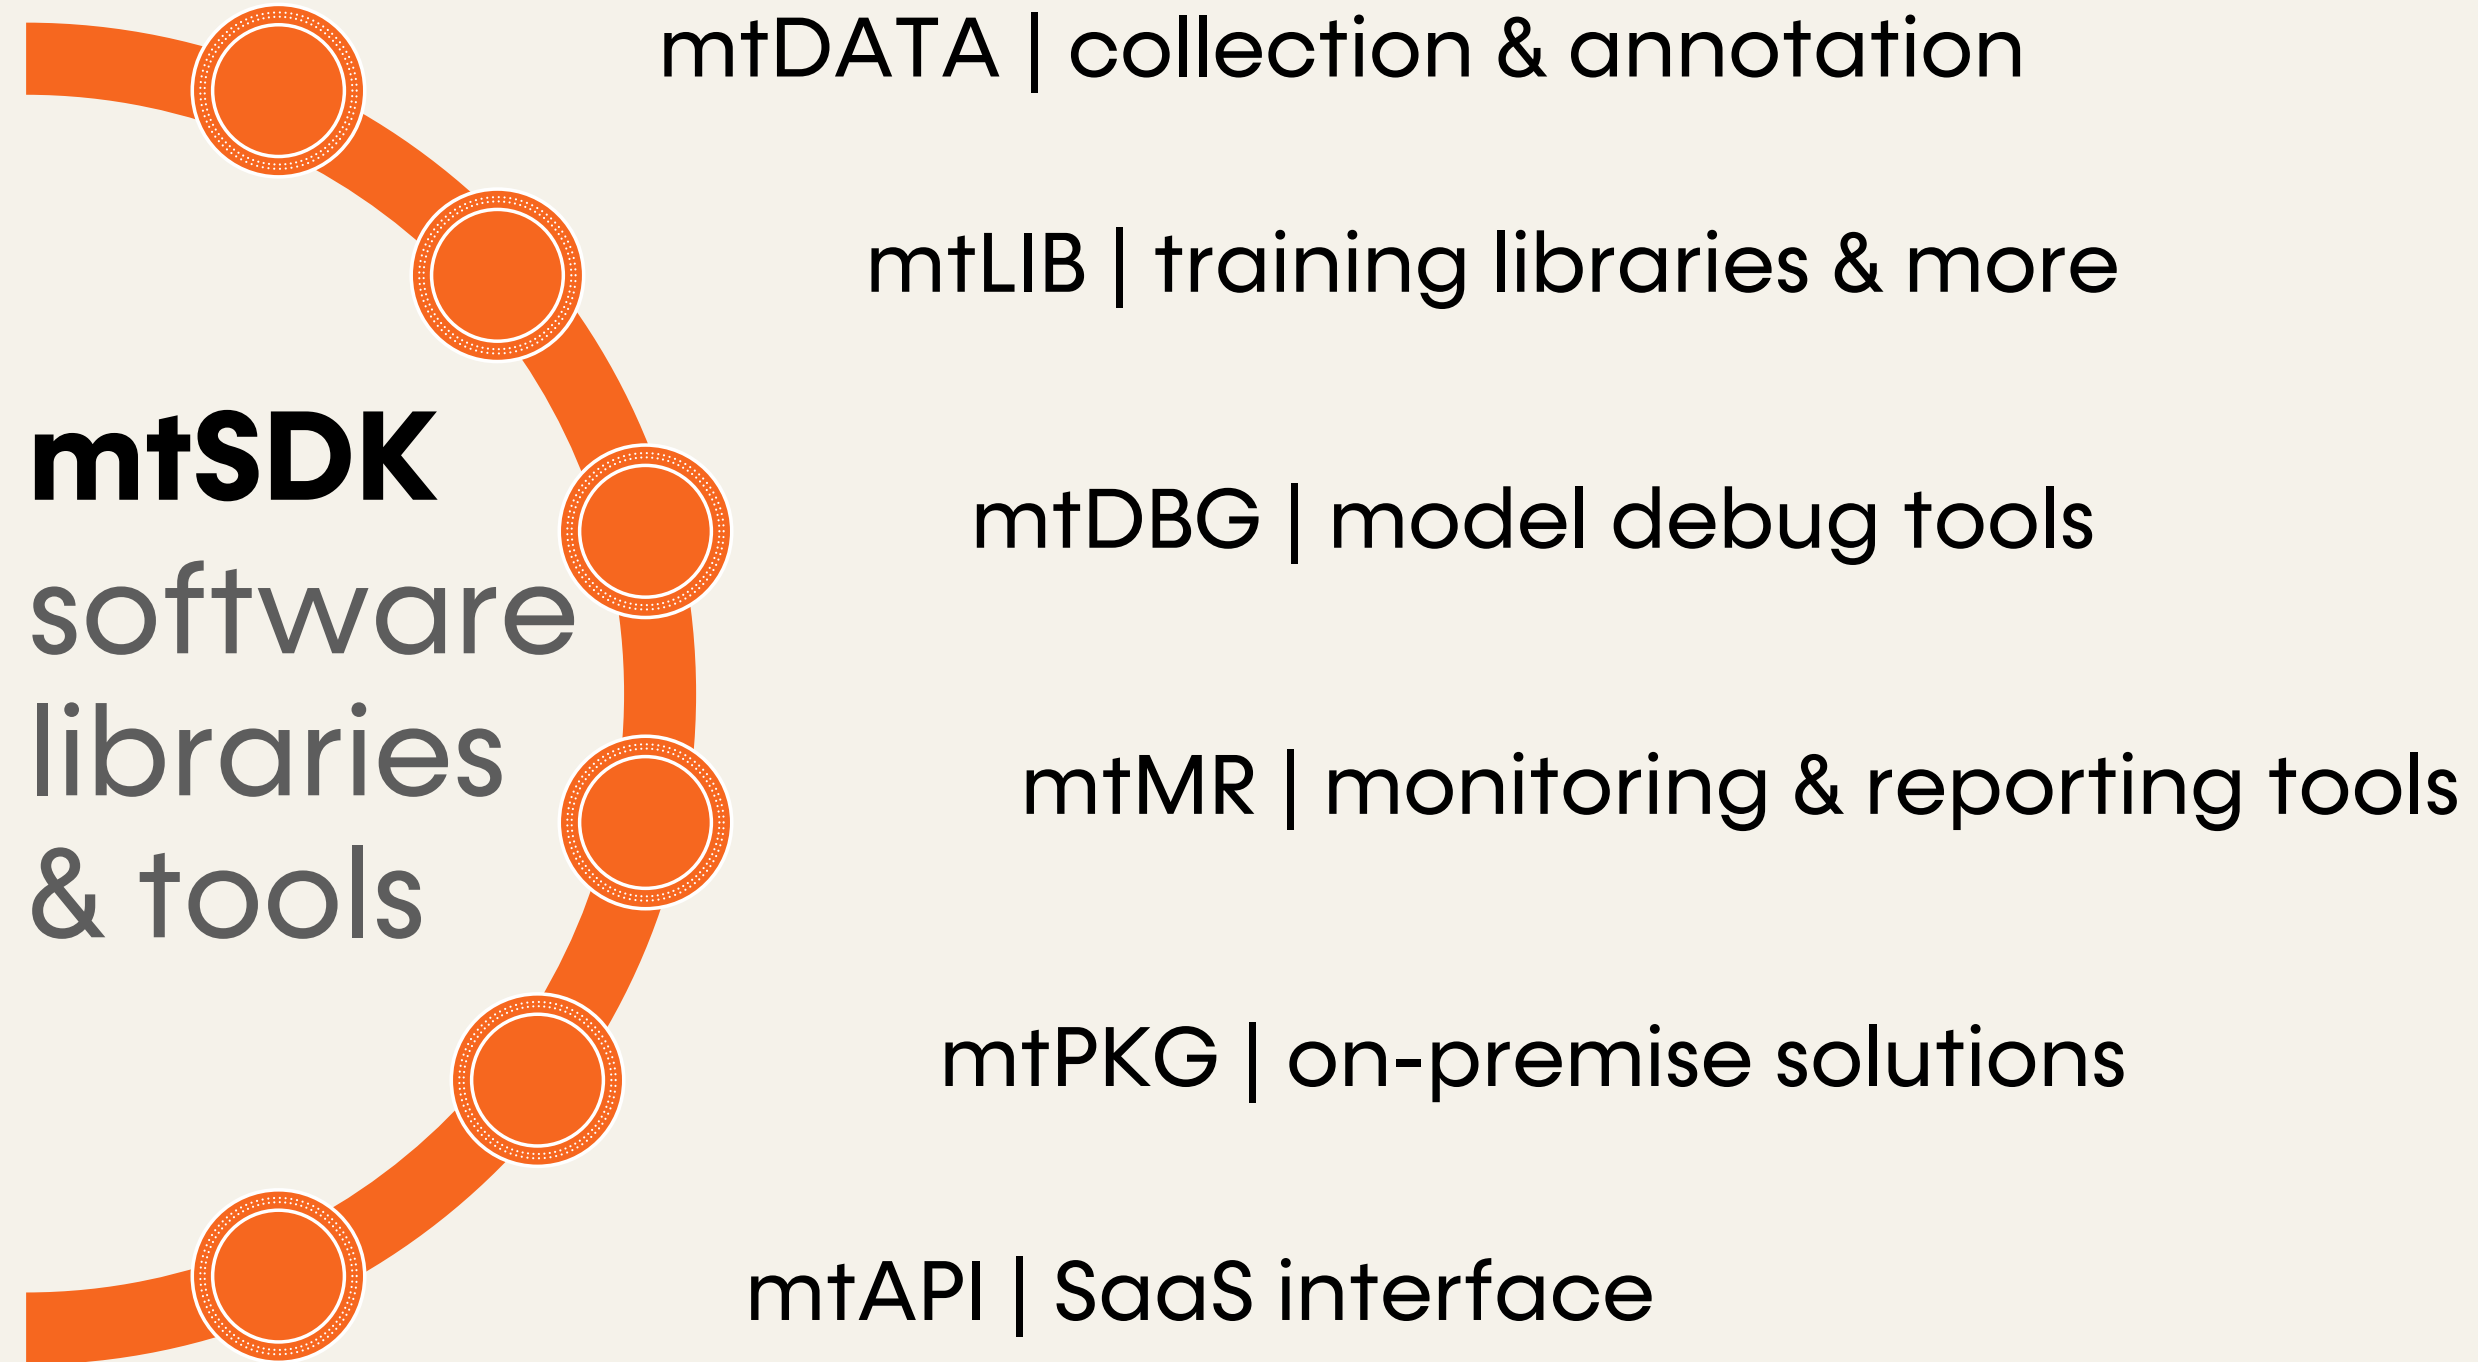 mtSDK
software
libraries
& tools
mtDATA | collection & annotation
mtLIB | training libraries & more
mtDBG | model debug tools
mtMR | monitoring & reporting tools
mtPKG | on-premise solutions
mtAPI | SaaS interface